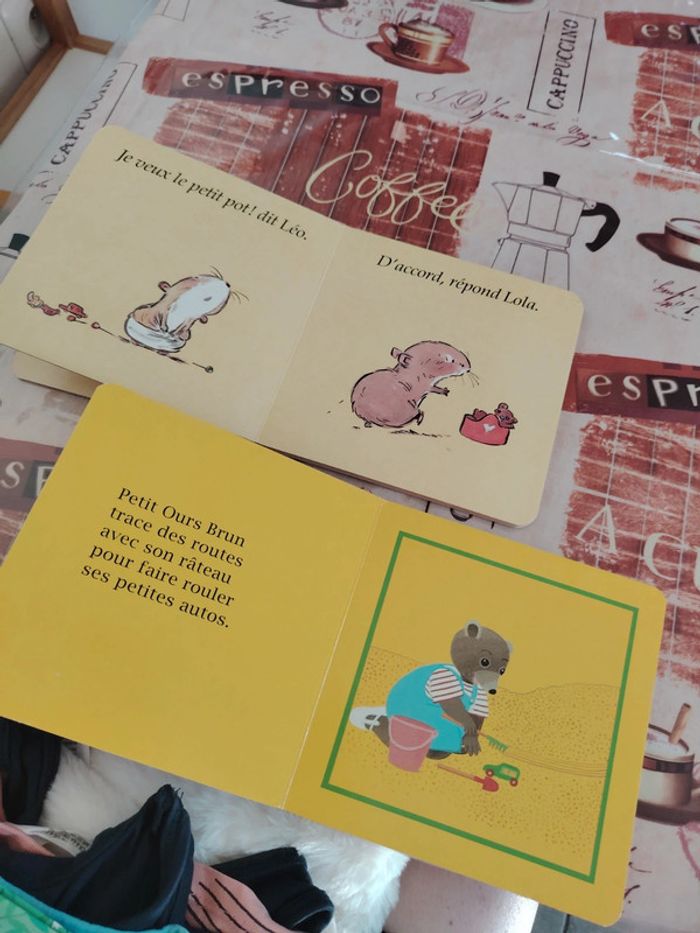 CAPPUCCINO
espresso
CAPPUCCINO
Coffee
Je veux le petit pot! dit Léo.
D'accord, répond Lola.
Petit Ours Brun
trace des routes
avec son râteau
pour faire rouler
ses petites autos.